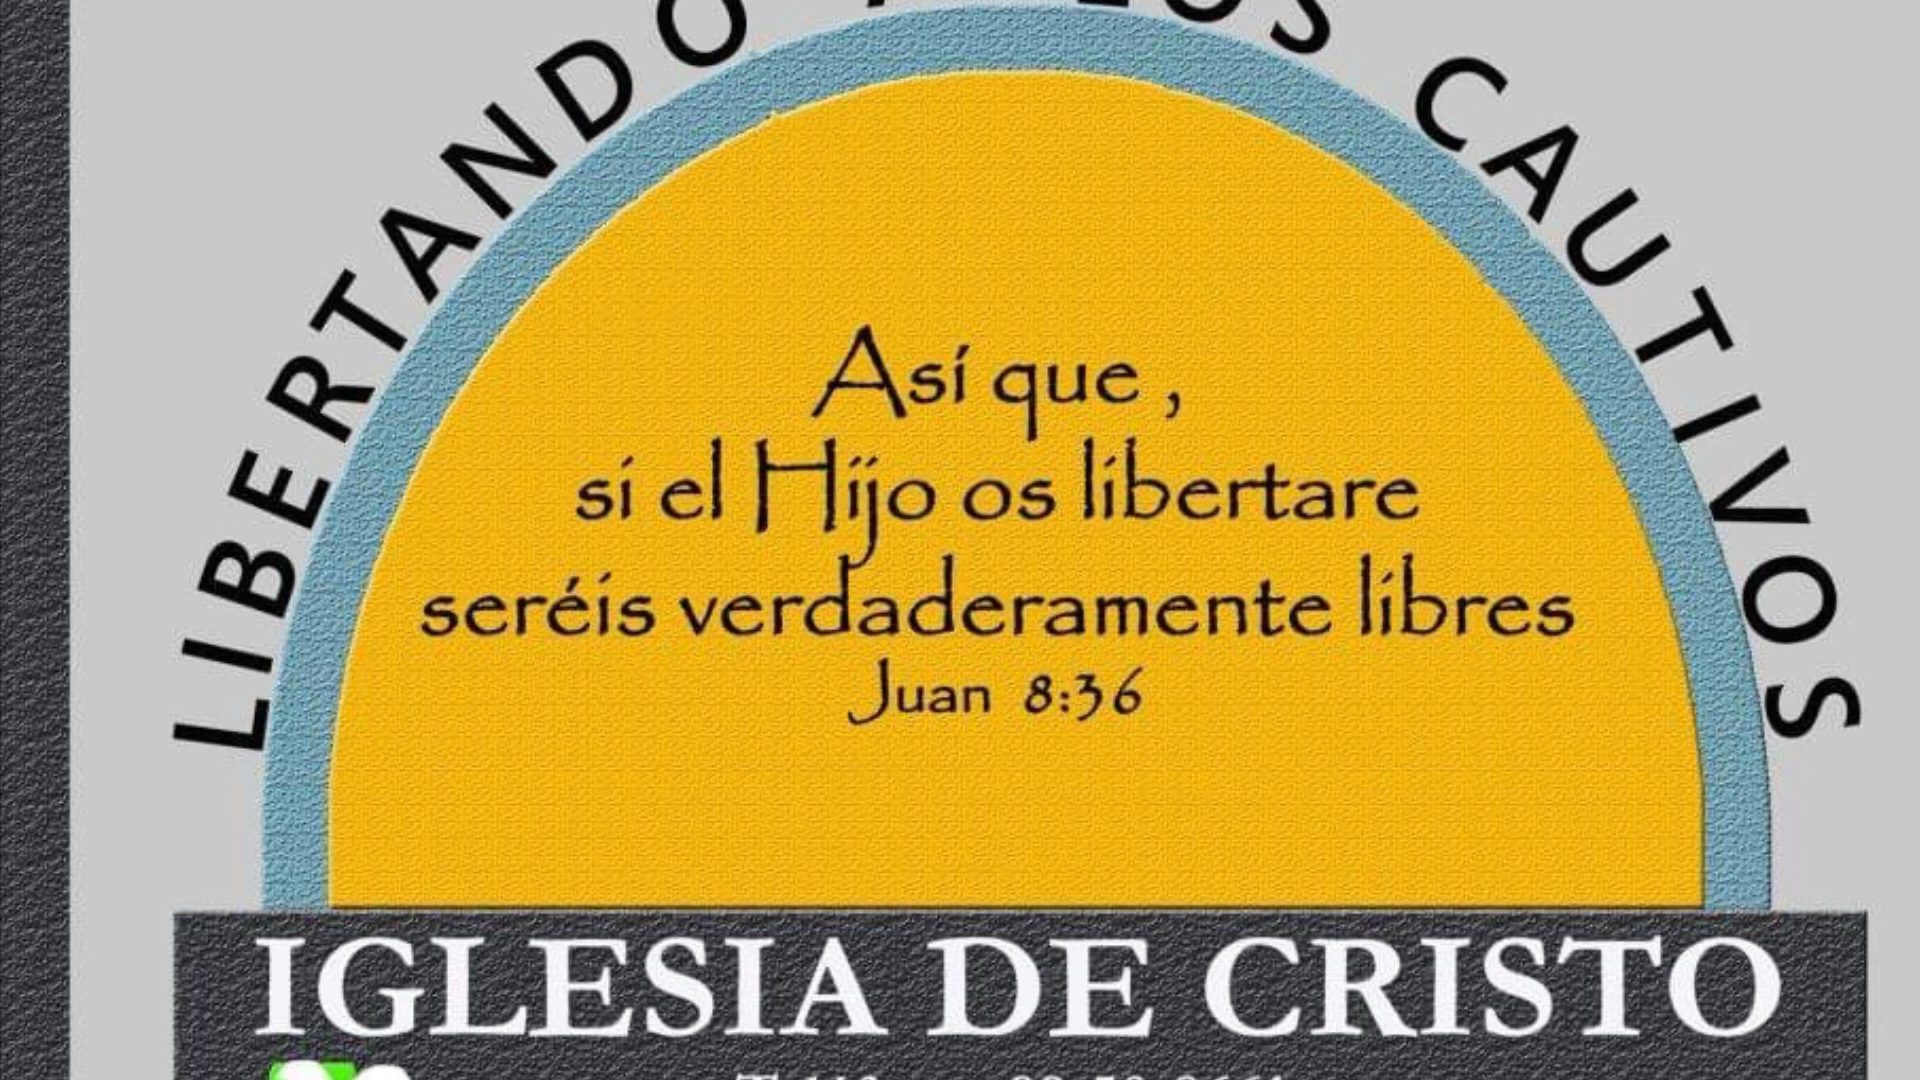 LIBERTANDO A LOS CAUTIVOS
Así que ,
si el Hijo os libertare
seréis verdaderamente libres
Juan 8:36
IGLESIA DE CRISTO